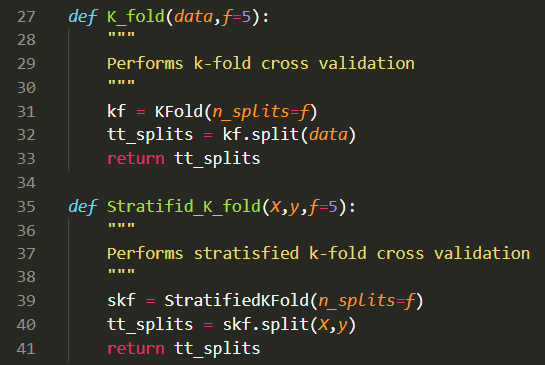 27 def K_fold(data,f=5):
28 """
29 Performs k-fold cross validation
30 """
31 kf = KFold(n_splits=f)
32 tt_splits = kf.split(data)
33 return tt_splits
34
35 def Stratifid_K_fold(X,y,f=5):
36 """
37 Performs stratisfied k-fold cross validation
38 """
39 skf = StratifiedKFold(n_splits=f)
40 tt_splits = skf.split(X,y)
41 return tt_splits